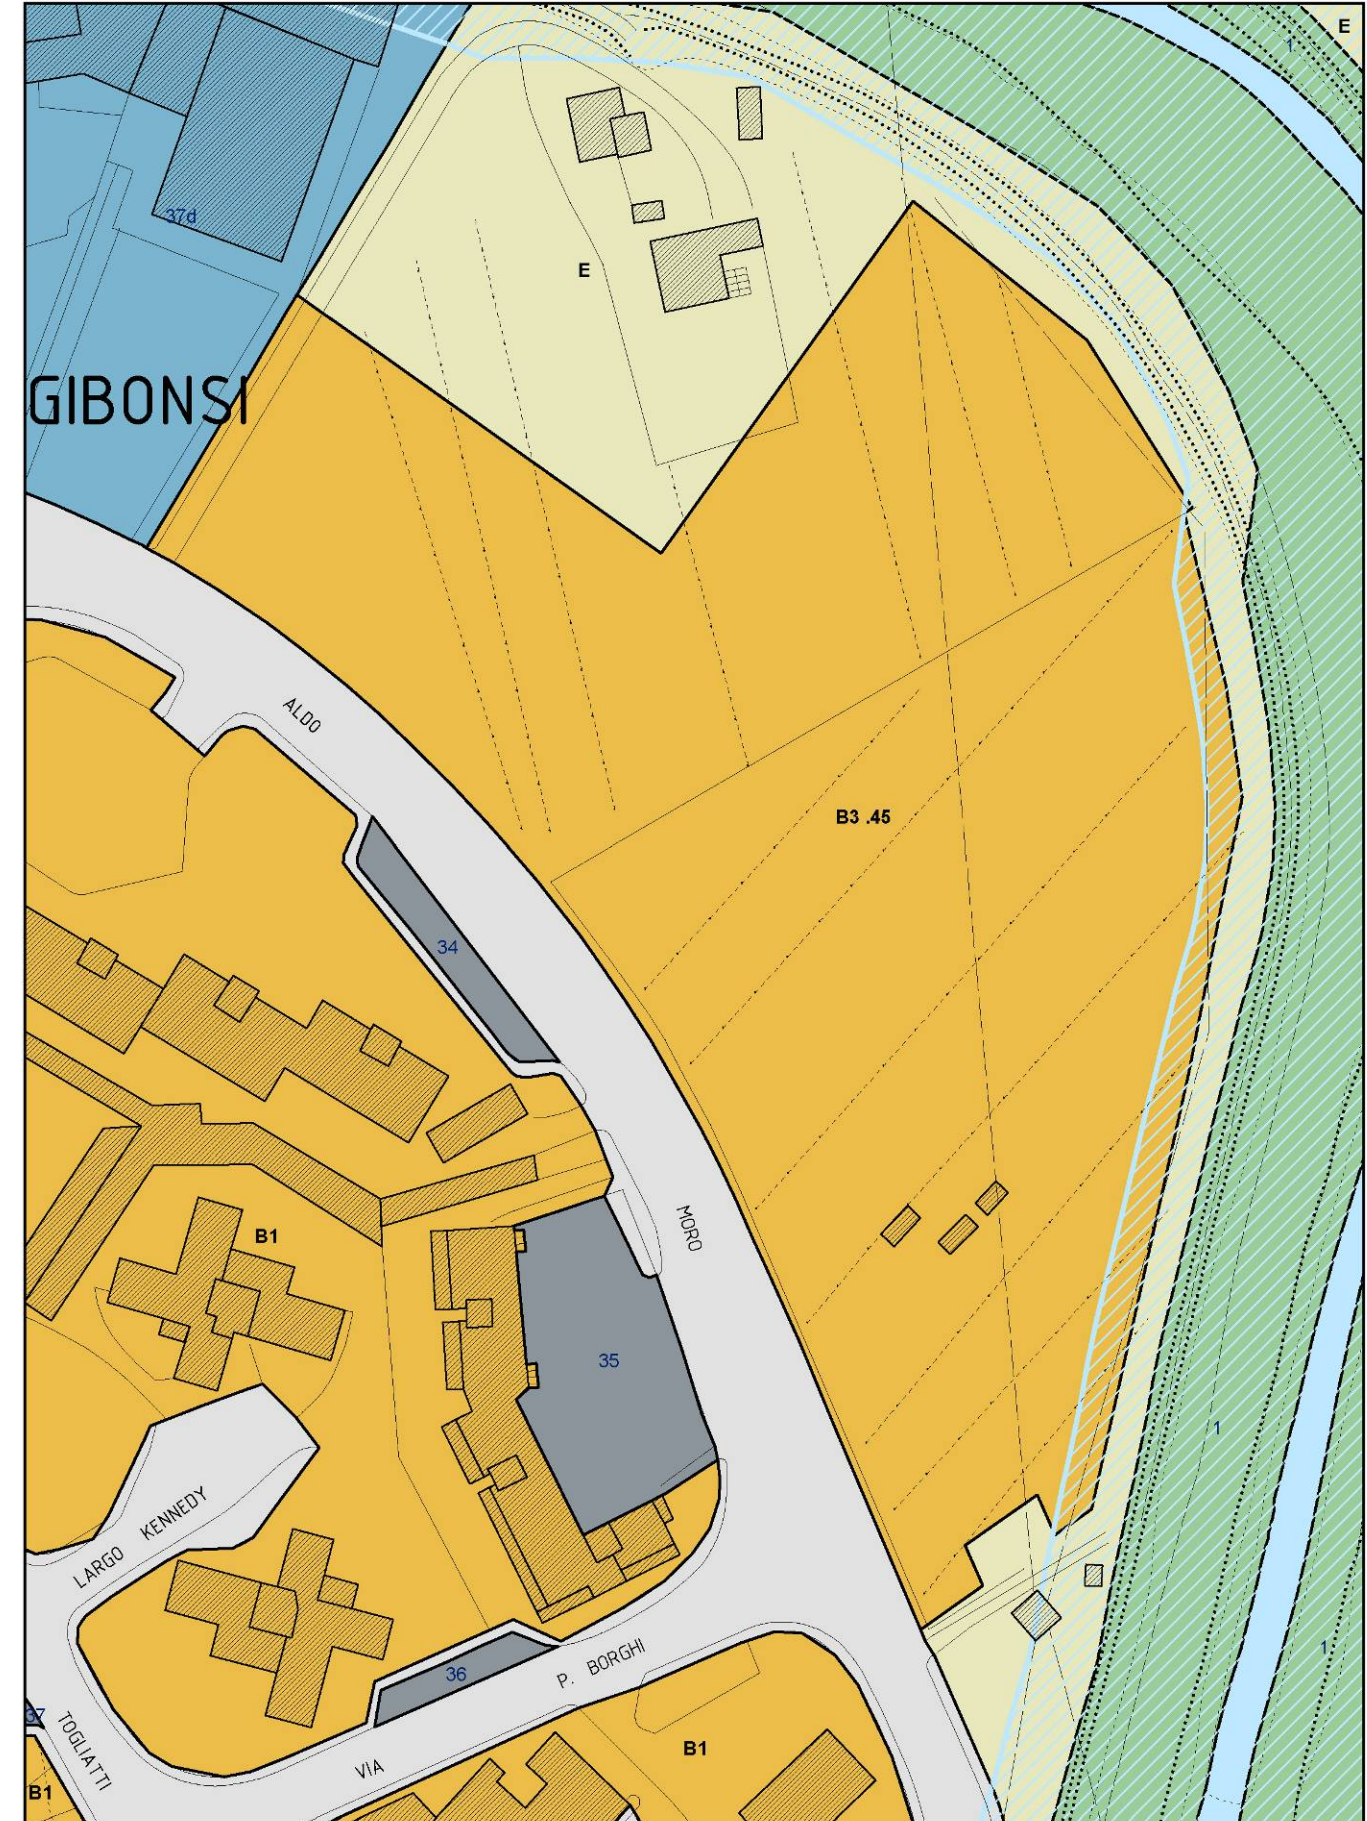 E
1
37d
E
GIBONSI
ALDO
B3 .45
34
MORO
B1
35
1
LARGO KENNEDY
1
36
P. BORGHI
37
TOGLIATTI
VIA
B1
B1